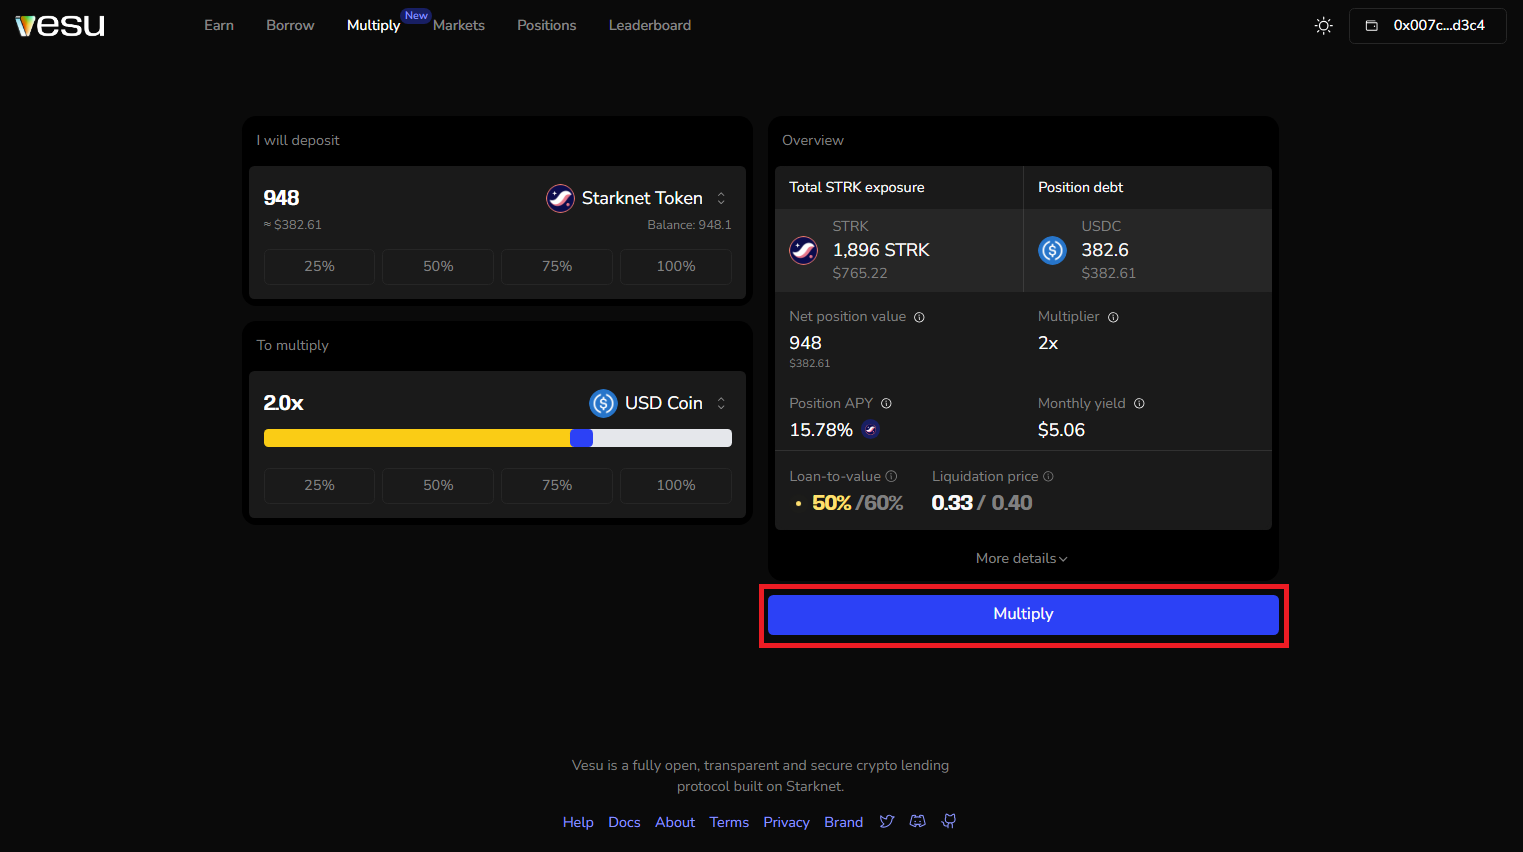 vesu
Earn Borrow Multiply New Markets Positions Leaderboard 0x007c...d3c4
I will deposit
948 Starknet Token
≈ $382.61 Balance: 948.1
25% 50% 75% 100%
To multiply
2.0x USD Coin
25% 50% 75% 100%
Overview
Total STRK exposure Position debt
STRK USDC
1,896 STRK 382.6
$765.22 $382.61
Net position value Multiplier
948 2x
$382.61
Position APY Monthly yield
15.78% $5.06
Loan-to-value Liquidation price
50% /60% 0.33 / 0.40
More details
Multiply
Vesu is a fully open, transparent and secure crypto lending
protocol built on Starknet.
Help Docs About Terms Privacy Brand